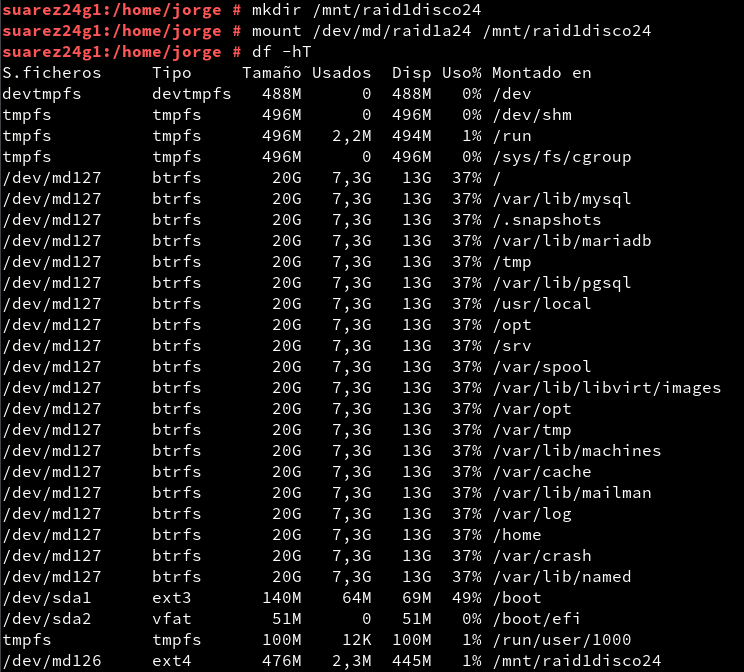 suarez24g1:/home/jorge # mkdir /mnt/raid1disco24
suarez24g1:/home/jorge # mount /dev/md/raid1a24 /mnt/raid1disco24
suarez24g1:/home/jorge # df -hT
S.ficheros     Tipo     Tamaño Usados  Disp Uso% Montado en
devtmpfs       devtmpfs   488M      0  488M   0% /dev
tmpfs          tmpfs      496M      0  496M   0% /dev/shm
tmpfs          tmpfs      496M   2,2M  494M   1% /run
tmpfs          tmpfs      496M      0  496M   0% /sys/fs/cgroup
/dev/md127     btrfs       20G   7,3G   13G  37% /
/dev/md127     btrfs       20G   7,3G   13G  37% /var/lib/mysql
/dev/md127     btrfs       20G   7,3G   13G  37% /.snapshots
/dev/md127     btrfs       20G   7,3G   13G  37% /var/lib/mariadb
/dev/md127     btrfs       20G   7,3G   13G  37% /tmp
/dev/md127     btrfs       20G   7,3G   13G  37% /var/lib/pgsql
/dev/md127     btrfs       20G   7,3G   13G  37% /usr/local
/dev/md127     btrfs       20G   7,3G   13G  37% /opt
/dev/md127     btrfs       20G   7,3G   13G  37% /srv
/dev/md127     btrfs       20G   7,3G   13G  37% /var/spool
/dev/md127     btrfs       20G   7,3G   13G  37% /var/lib/libvirt/images
/dev/md127     btrfs       20G   7,3G   13G  37% /var/opt
/dev/md127     btrfs       20G   7,3G   13G  37% /var/tmp
/dev/md127     btrfs       20G   7,3G   13G  37% /var/lib/machines
/dev/md127     btrfs       20G   7,3G   13G  37% /var/cache
/dev/md127     btrfs       20G   7,3G   13G  37% /var/lib/mailman
/dev/md127     btrfs       20G   7,3G   13G  37% /var/log
/dev/md127     btrfs       20G   7,3G   13G  37% /home
/dev/md127     btrfs       20G   7,3G   13G  37% /var/crash
/dev/md127     btrfs       20G   7,3G   13G  37% /var/lib/named
/dev/sda1      ext3       140M    64M   69M  49% /boot
/dev/sda2      vfat        51M      0   51M   0% /boot/efi
tmpfs          tmpfs      100M    12K  100M   1% /run/user/1000
/dev/md126     ext4       476M   2,3M  445M   1% /mnt/raid1disco24